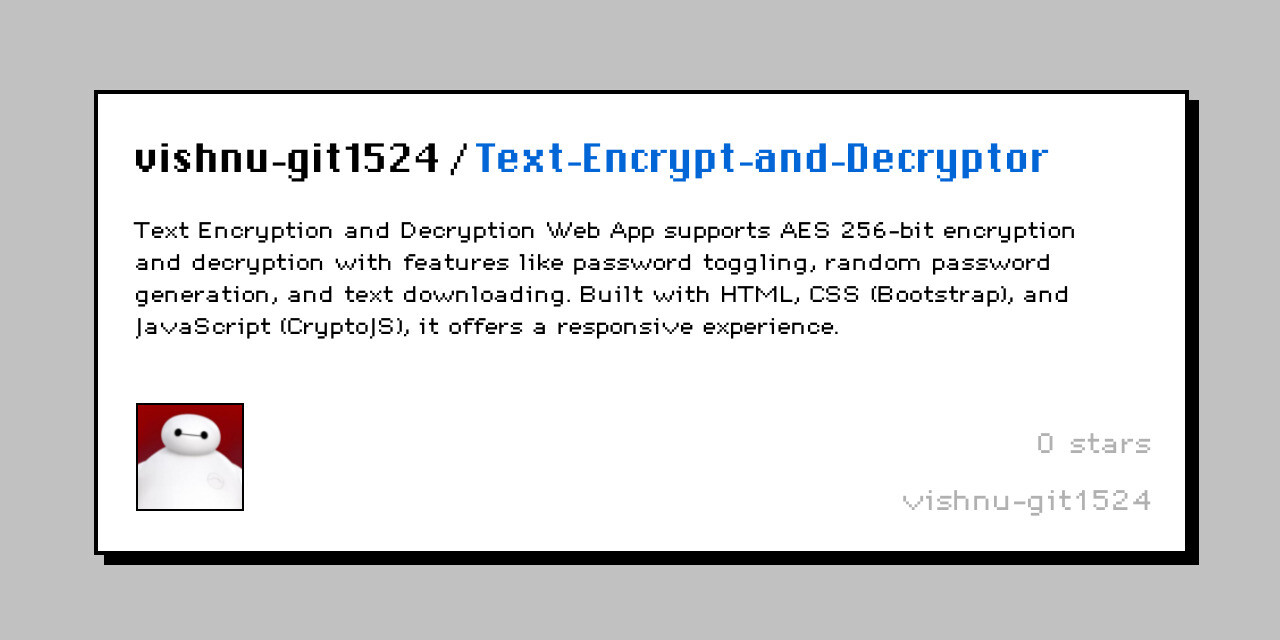 vishnu-git1524 / Text-Encrypt-and-Decryptor
Text Encryption and Decryption Web App supports AES 256-bit encryption
and decryption with features like password toggling, random password
generation, and text downloading. Built with HTML, CSS (Bootstrap), and
JavaScript (CryptoJS), it offers a responsive experience.
0 stars
vishnu-git1524